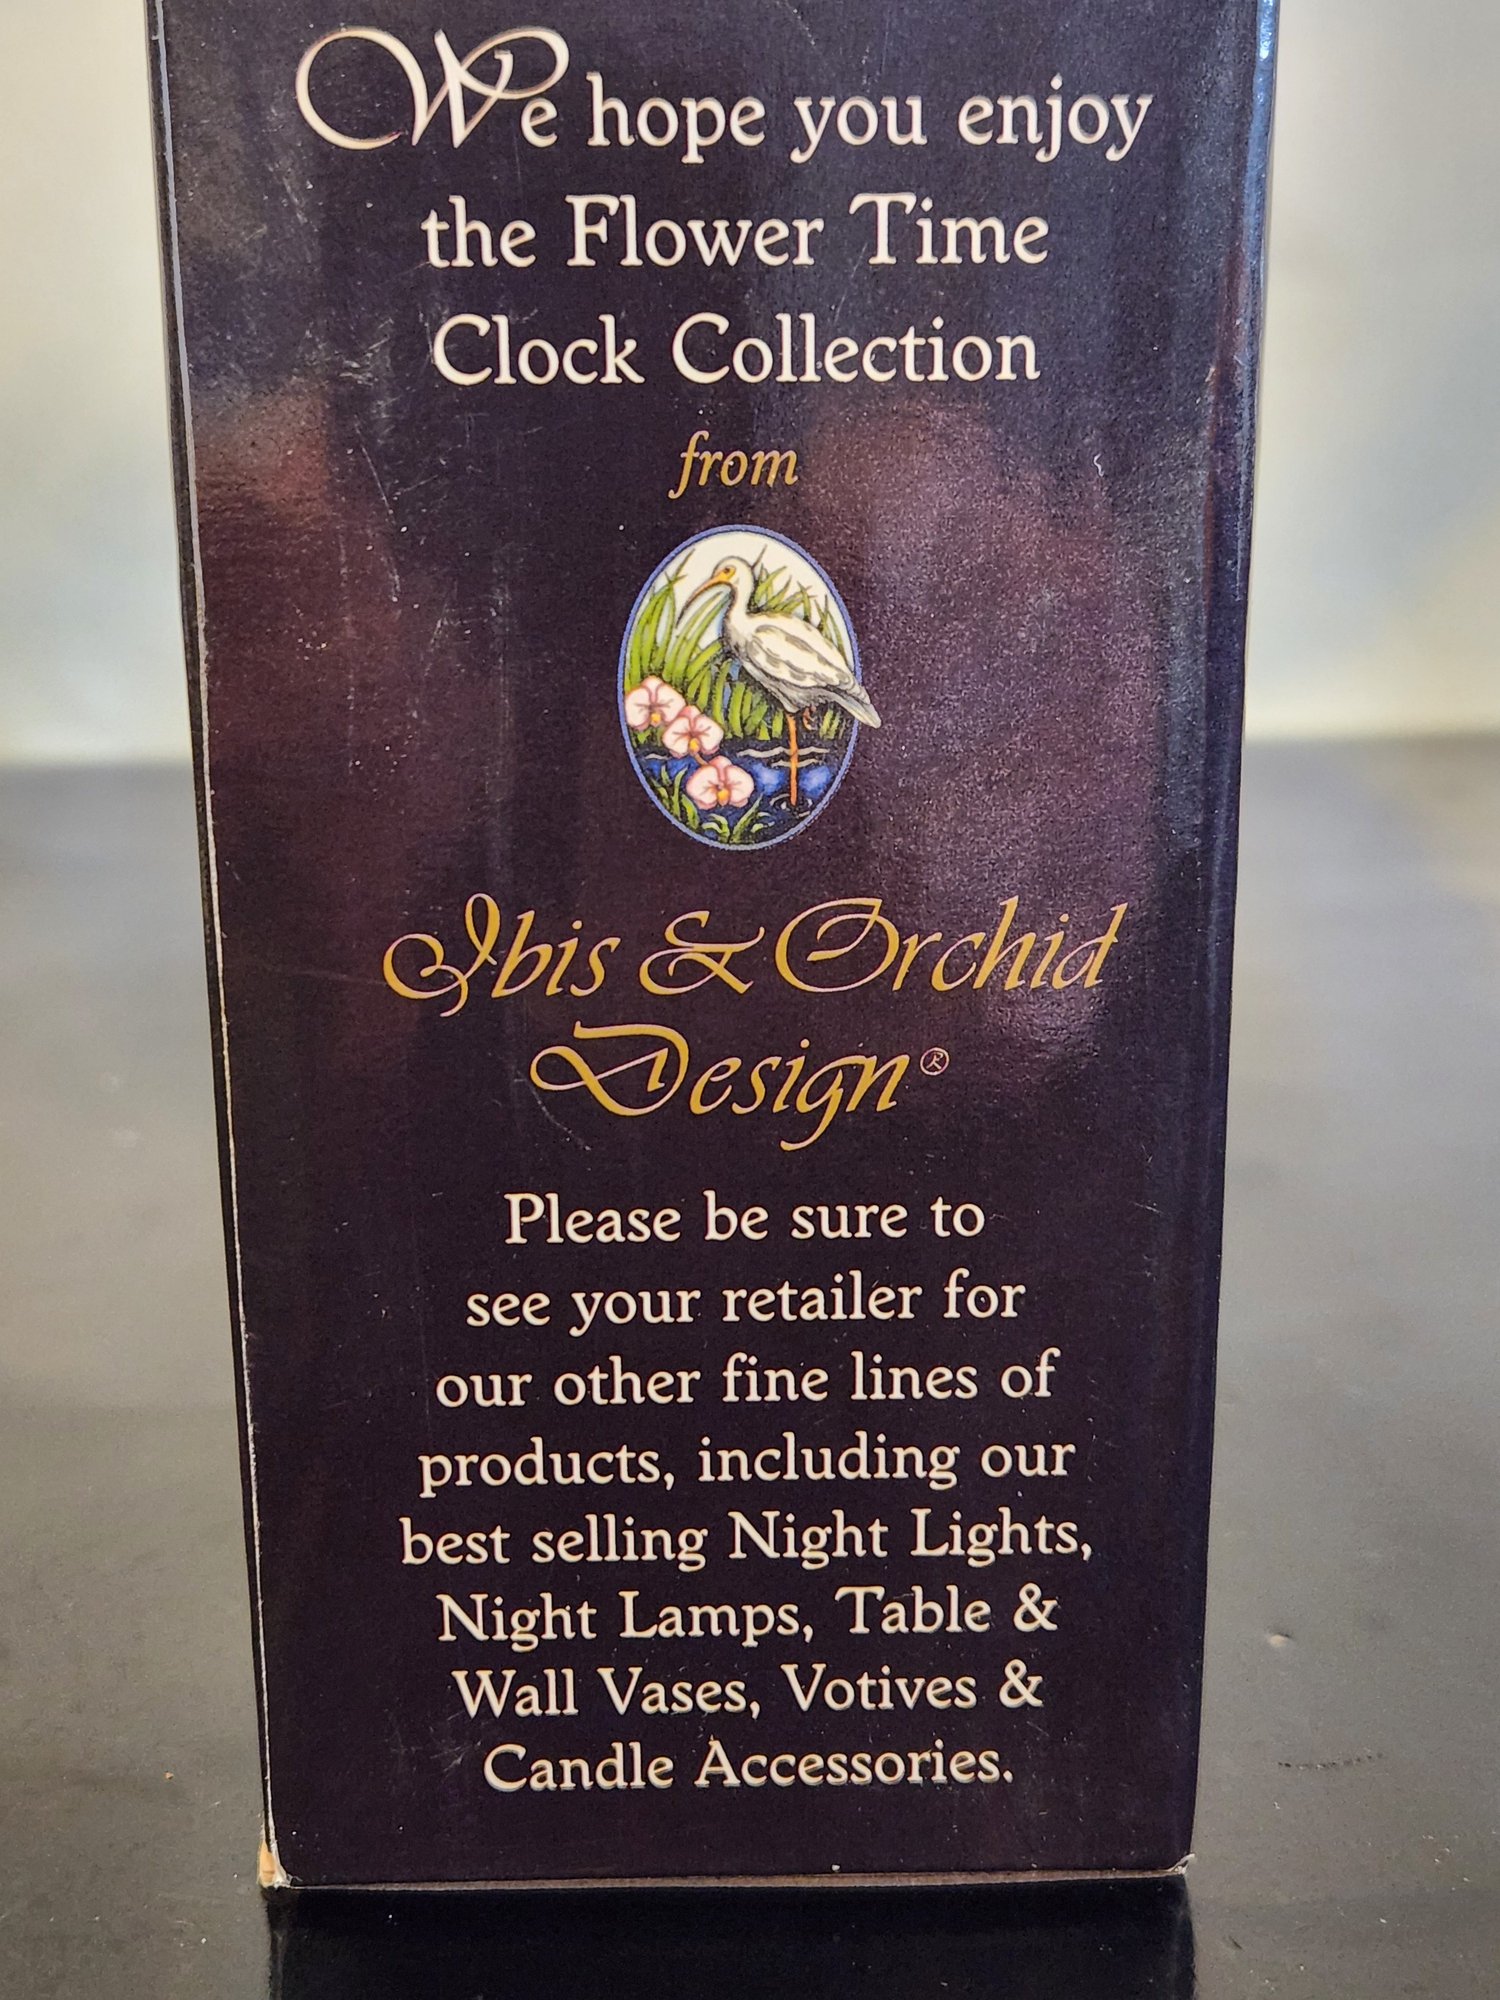 We hope you enjoy
the Flower Time
Clock Collection
from
Ibis & Orchid
Design®
Please be sure to
see your retailer for
our other fine lines of
products, including our
best selling Night Lights,
Night Lamps, Table &
Wall Vases, Votives &
Candle Accessories.